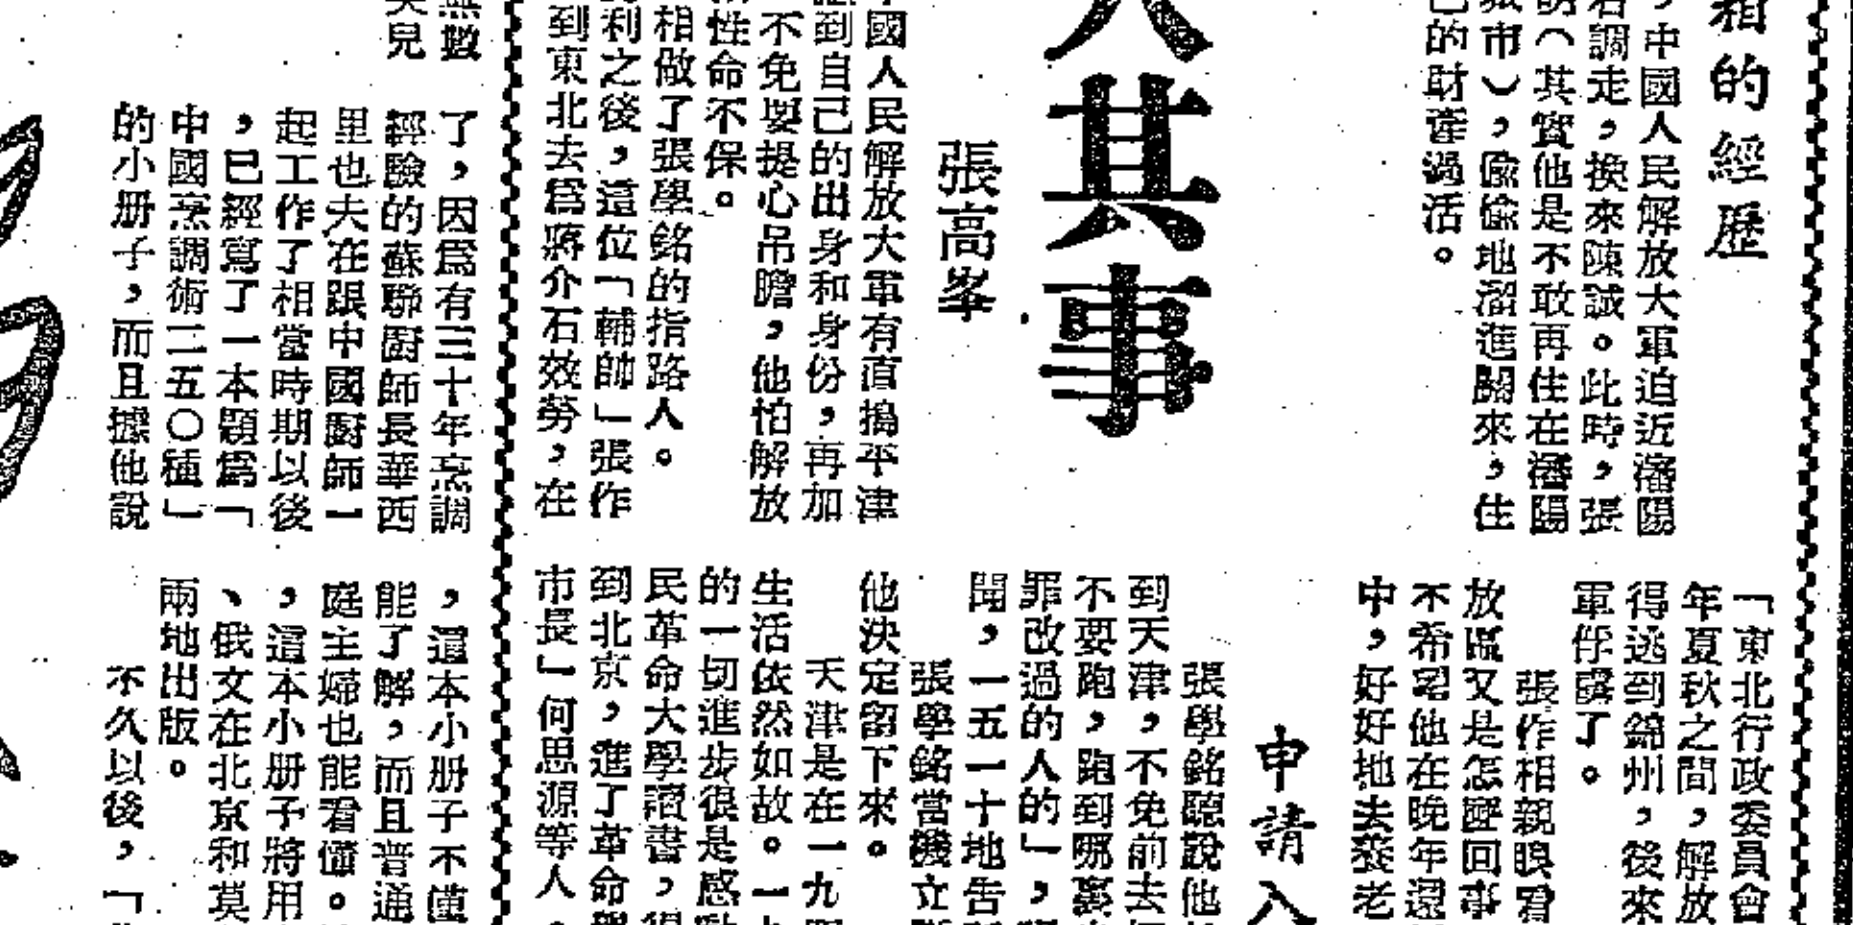 相的經歷
，中國人民解放大軍迫近瀋陽
調走，換來陳誠。此時，張
（其實他是不敢再住在瀋陽
市），偸偸地溜進關來，住
的財產過活。
其事
張高峯
國人民解放大軍有直搗平津
到自己的出身和身份，再加
不免要提心吊膽，他怕解放
性命不保。
相做了張學銘的指路人。
利之後，這位「輔帥」張作
到東北去爲蔣介石效勞，在
「東北行政委員會
年夏秋之間，解放
得逃到錦州，後來
軍俘虜了。
張作相親眼看
放區又是怎麼回事
不希望他在晚年還
中，好好地去養老
申請入
張學銘聽說他
到天津，不免前去
不要跑，跑到哪裏
罪改過的人的」，
聞，一五一十地告
張學銘當機立
他決定留下來。
天津是在一九
生活依然如故。一
的一切進步很是感
民革命大學讀書，
到北京，進了革命
市長」何思源等人。
無數
兒
了，因爲有三十年烹調
經驗的蘇聯廚師長華西
里也夫在跟中國廚師一
起工作了相當時期以後
，已經寫了一本題爲「
中國烹調術二五〇種」
的小册子，而且據他說
，這本小册子不僅
能了解，而且普通
庭主婦也能看懂。
，這本小册子將用
、俄文在北京和莫
兩地出版。
不久以後，「